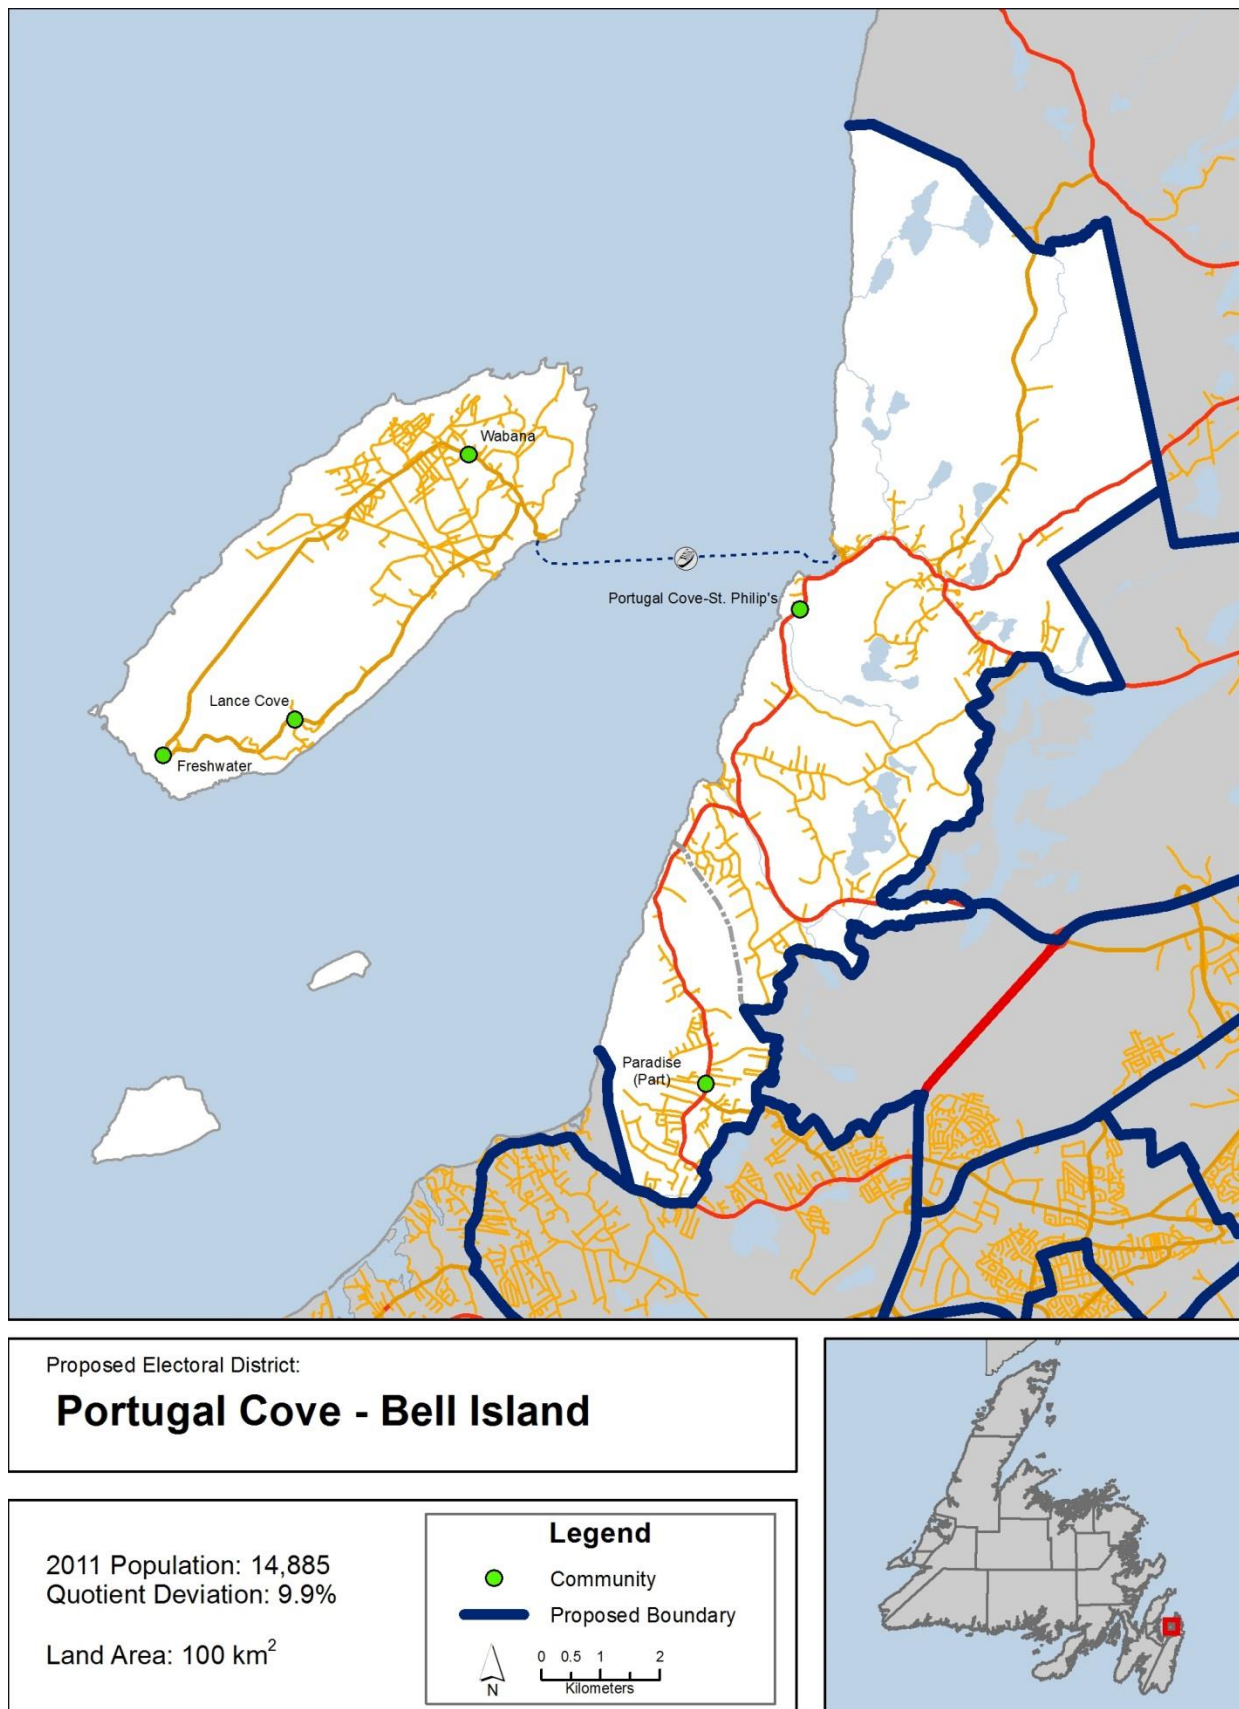 Wabana
Portugal Cove-St. Philip's
Lance Cove
Freshwater
Paradise
(Part)
Proposed Electoral District:
Portugal Cove - Bell Island
2011 Population: 14,885
Quotient Deviation: 9.9%
Land Area: 100 km²
Legend
Community
Proposed Boundary
N
0 0.5 1 2
Kilometers